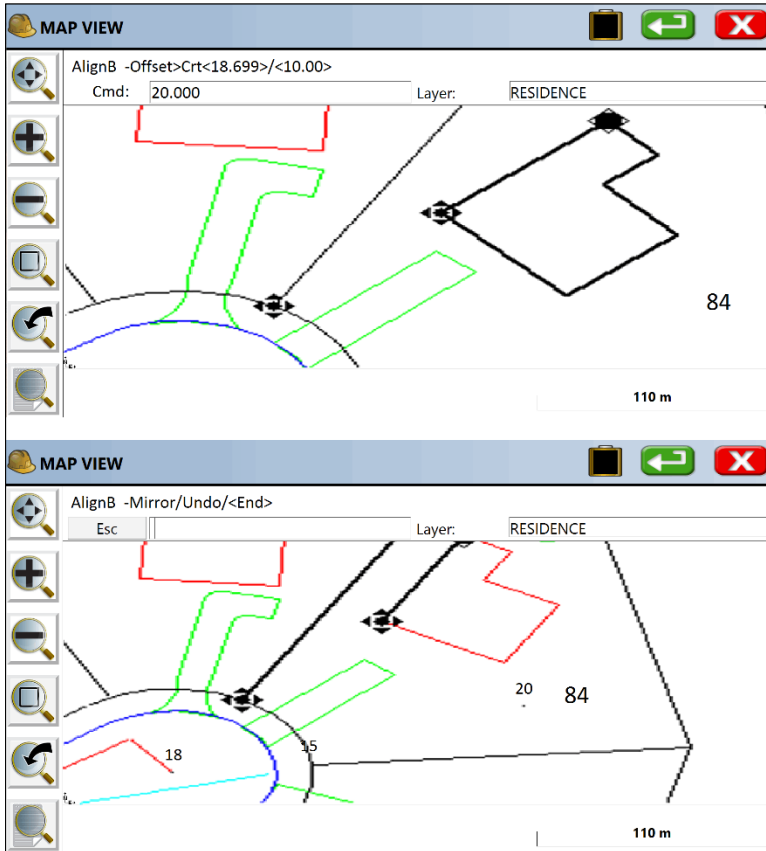 MAP VIEW
AlignB -Offset>Crt<18.699>/<10.00>
Cmd: 20.000 Layer: RESIDENCE
84
110 m
MAP VIEW
AlignB -Mirror/Undo/<End>
Esc Layer: RESIDENCE
20 84
15
18
110 m